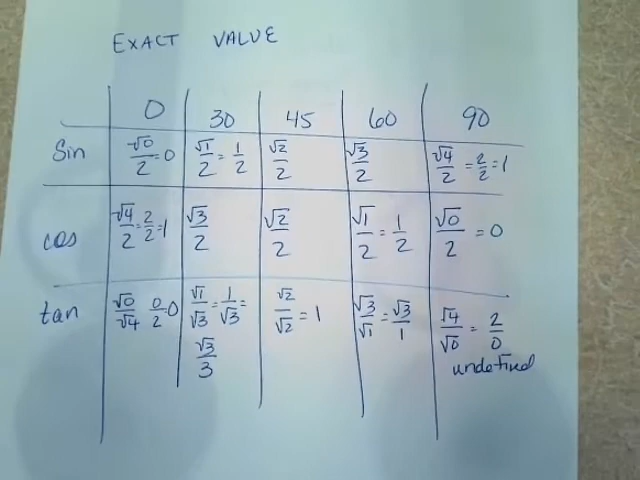 EXACT VALUE
0 30 45 60 90
Sin √0/2=0 √1/2=1/2 √2/2 √3/2 √4/2=2/2=1
cos √4/2=2/2=1 √3/2 √2/2 √1/2=1/2 √0/2=0
tan √0/√4 0/2=0 √1/√3=1/√3= √2/√2=1 √3/√1=√3/1 √4/√0=2/0
√3/3 undefined